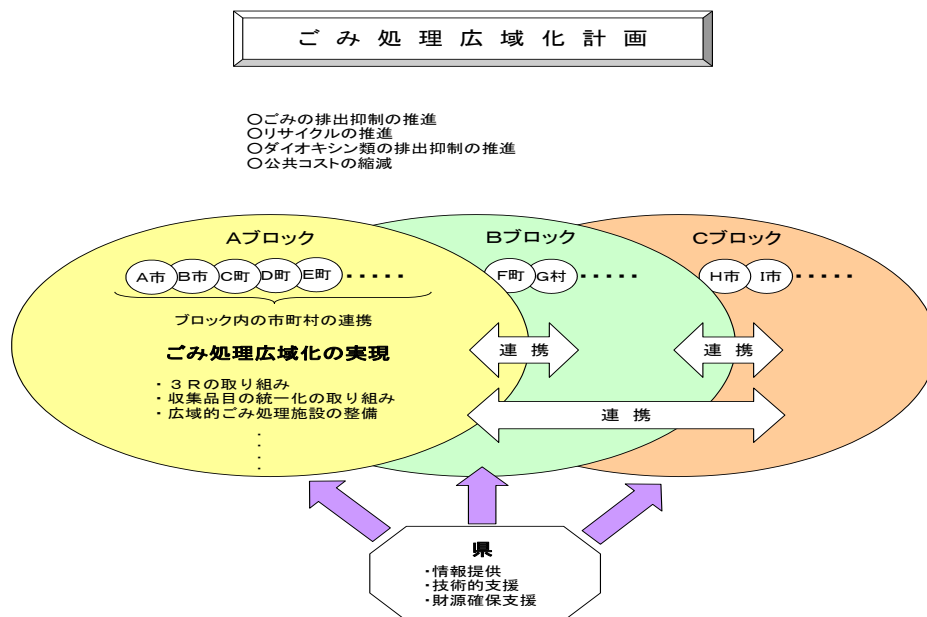 ごみ処理広域化計画
○ごみの排出抑制の推進
○リサイクルの推進
○ダイオキシン類の排出抑制の推進
○公共コストの縮減
Aブロック
Bブロック
Cブロック
A市 B市 C町 D町 E町 ・・・・・
F町 G村 ・・・・・
H市 I市 ・・・・・
ブロック内の市町村の連携
ごみ処理広域化の実現
連携
連携
・3Rの取り組み
・収集品目の統一化の取り組み
・広域的ごみ処理施設の整備
連携
県
・情報提供
・技術的支援
・財源確保支援